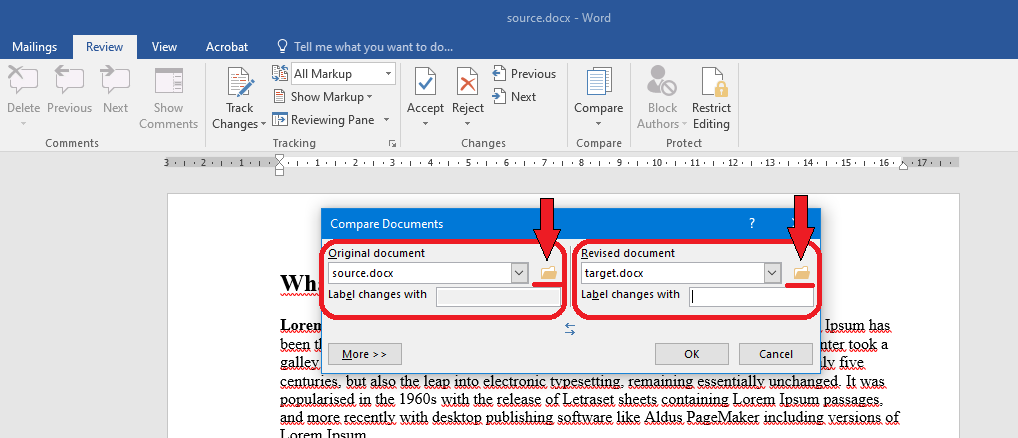 source.docx - Word
Mailings Review View Acrobat Tell me what you want to do...
Delete Previous Next Show Comments
Comments
Track Changes
All Markup
Show Markup
Reviewing Pane
Tracking
Accept Reject
Previous
Next
Changes
Compare
Compare
Block Authors Restrict Editing
Protect
3 2 1 1 2 3 4 5 6 7 8 9 10 11 12 13 14 15 16 17
Compare Documents ?
Original document Revised document
source.docx target.docx
Label changes with Label changes with
More >> OK Cancel
Lorem Ipsum has
been took a
galley five
centuries, but also the leap into electronic typesetting, remaining essentially unchanged. It was
popularised in the 1960s with the release of Letraset sheets containing Lorem Ipsum passages,
and more recently with desktop publishing software like Aldus PageMaker including versions of
Lorem Ipsum.